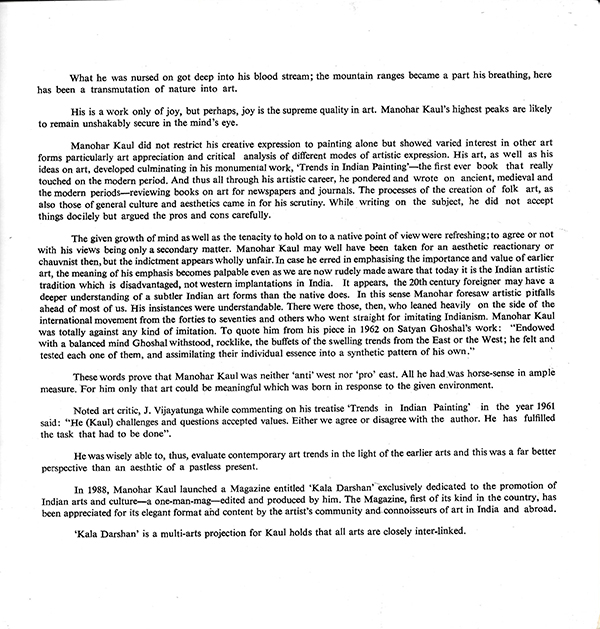 What he was nursed on got deep into his blood stream; the mountain ranges became a part his breathing, here
has been a transmutation of nature into art.
His is a work only of joy, but perhaps, joy is the supreme quality in art. Manohar Kaul's highest peaks are likely
to remain unshakably secure in the mind's eye.
Manohar Kaul did not restrict his creative expression to painting alone but showed varied interest in other art
forms particularly art appreciation and critical analysis of different modes of artistic expression. His art, as well as his
ideas on art, developed culminating in his monumental work, 'Trends in Indian Painting'—the first ever book that really
touched on the modern period. And thus all through his artistic career, he pondered and wrote on ancient, medieval and
the modern periods—reviewing books on art for newspapers and journals. The processes of the creation of folk art, as
also those of general culture and aesthetics came in for his scrutiny. While writing on the subject, he did not accept
things docilely but argued the pros and cons carefully.
The given growth of mind as well as the tenacity to hold on to a native point of view were refreshing; to agree or not
with his views being only a secondary matter. Manohar Kaul may well have been taken for an aesthetic reactionary or
chauvnist then, but the indictment appears wholly unfair. In case he erred in emphasising the importance and value of earlier
art, the meaning of his emphasis becomes palpable even as we are now rudely made aware that today it is the Indian artistic
tradition which is disadvantaged, not western implantations in India. It appears, the 20th century foreigner may have a
deeper understanding of a subtler Indian art forms than the native does. In this sense Manohar foresaw artistic pitfalls
ahead of most of us. His insistances were understandable. There were those, then, who leaned heavily on the side of the
international movement from the forties to seventies and others who went straight for imitating Indianism. Manohar Kaul
was totally against any kind of imitation. To quote him from his piece in 1962 on Satyan Ghoshal's work: "Endowed
with a balanced mind Ghoshal withstood, rocklike, the buffets of the swelling trends from the East or the West; he felt and
tested each one of them, and assimilating their individual essence into a synthetic pattern of his own."
These words prove that Manohar Kaul was neither 'anti' west nor 'pro' east. All he had was horse-sense in ample
measure. For him only that art could be meaningful which was born in response to the given environment.
Noted art critic, J. Vijayatunga while commenting on his treatise 'Trends in Indian Painting' in the year 1961
said: "He (Kaul) challenges and questions accepted values. Either we agree or disagree with the author. He has fulfilled
the task that had to be done".
He was wisely able to, thus, evaluate contemporary art trends in the light of the earlier arts and this was a far better
perspective than an aesthtic of a pastless present.
In 1988, Manohar Kaul launched a Magazine entitled 'Kala Darshan' exclusively dedicated to the promotion of
Indian arts and culture—a one-man-mag—edited and produced by him. The Magazine, first of its kind in the country, has
been appreciated for its elegant format and content by the artist's community and connoisseurs of art in India and abroad.
'Kala Darshan' is a multi-arts projection for Kaul holds that all arts are closely inter-linked.